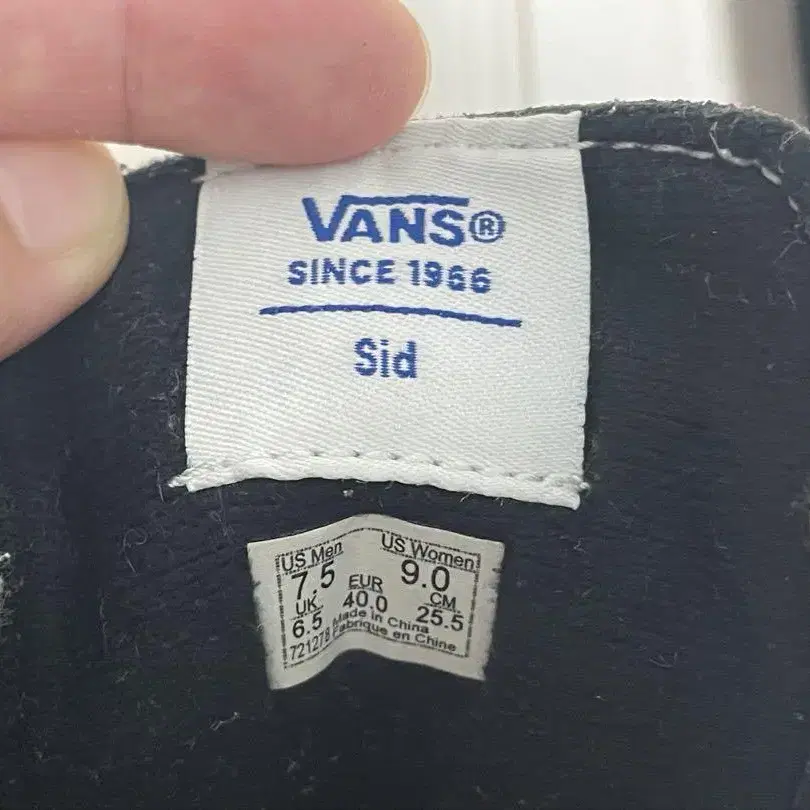 VANS®
SINCE 1966
Sid
US Men US Women
7.5 EUR 9.0
UK 40.0 CM
6.5 25.5
Made in China
721278 Fabrique en Chine